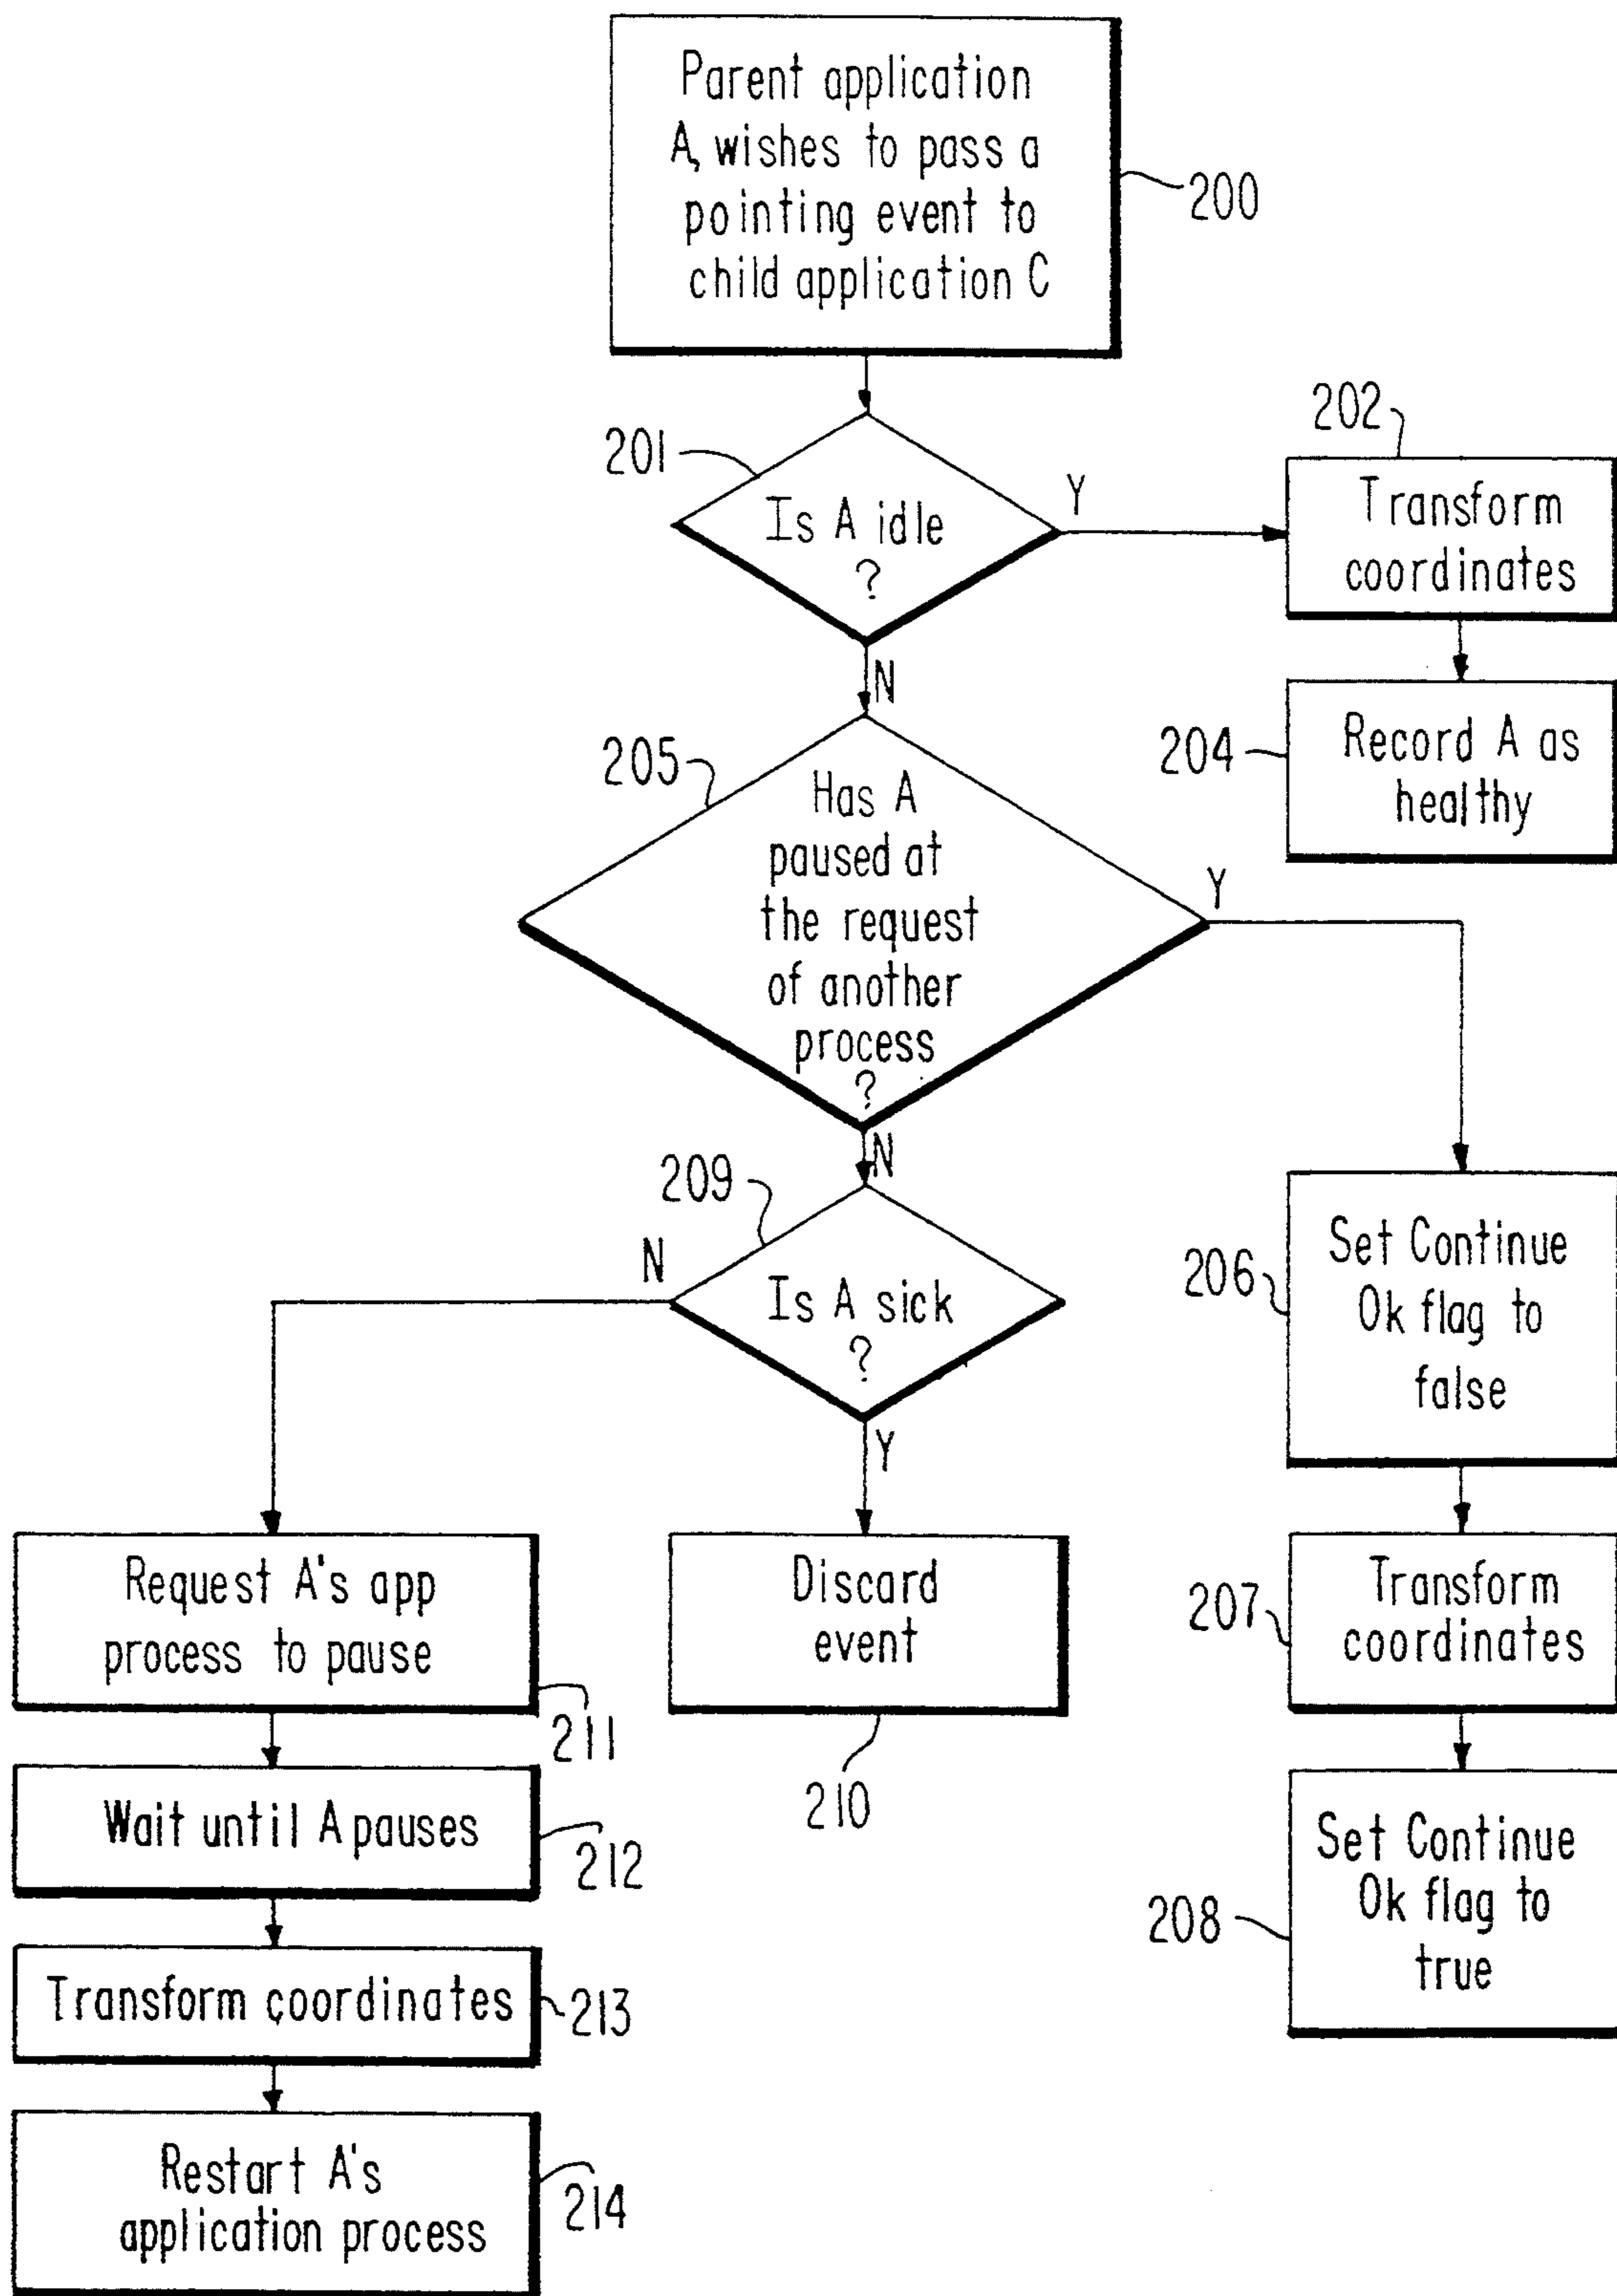 Parent application
A, wishes to pass a
pointing event to
child application C
200
201
Is A idle
?
Y
N
202
Transform
coordinates
204
Record A as
healthy
205
Has A
paused at
the request
of another
process
?
Y
N
206
Set Continue
Ok flag to
false
207
Transform
coordinates
208
Set Continue
Ok flag to
true
209
Is A sick
?
N
Y
Discard
event
210
Request A's app
process to pause
211
Wait until A pauses
212
Transform coordinates
213
Restart A's
application process
214